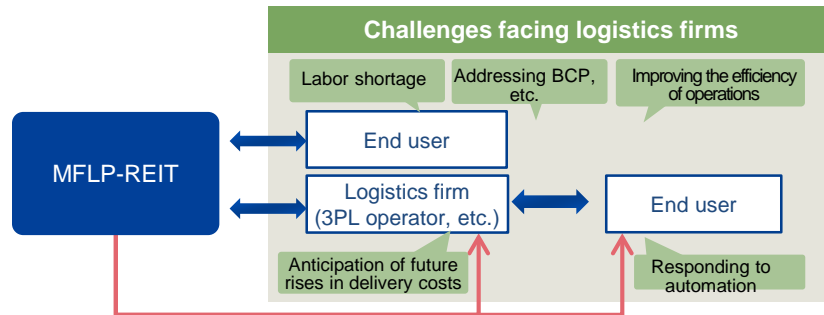 Challenges facing logistics firms
Labor shortage
Addressing BCP,
etc.
Improving the efficiency
of operations
End user
MFLP-REIT
Logistics firm
(3PL operator, etc.)
End user
Anticipation of future
rises in delivery costs
Responding to
automation